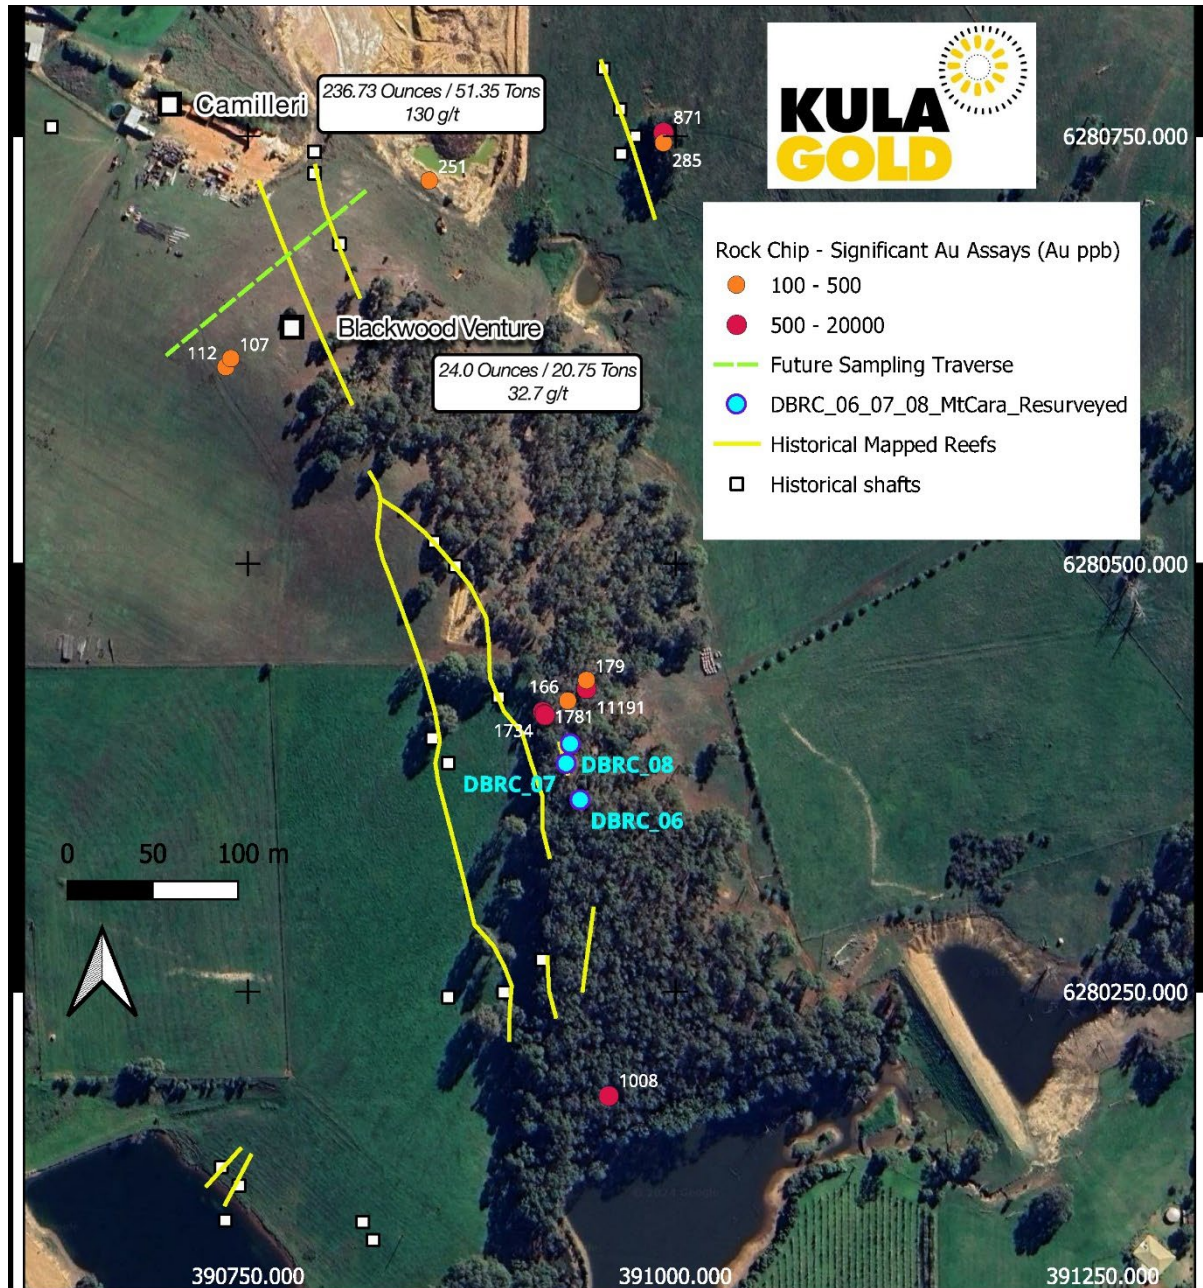 KULA
GOLD
Camilleri
236.73 Ounces / 51.35 Tons
130 g/t
871
285
6280750.000
251
Rock Chip - Significant Au Assays (Au ppb)
100 - 500
500 - 20000
Future Sampling Traverse
DBRC_06_07_08_MtCara_Resurveyed
Historical Mapped Reefs
Historical shafts
Blackwood Venture
112
107
24.0 Ounces / 20.75 Tons
32.7 g/t
6280500.000
179
166
11191
1781
1734
DBRC_08
DBRC_07
DBRC_06
0 50 100 m
6280250.000
1008
© 2024 Google
390750.000
391000.000
391250.000